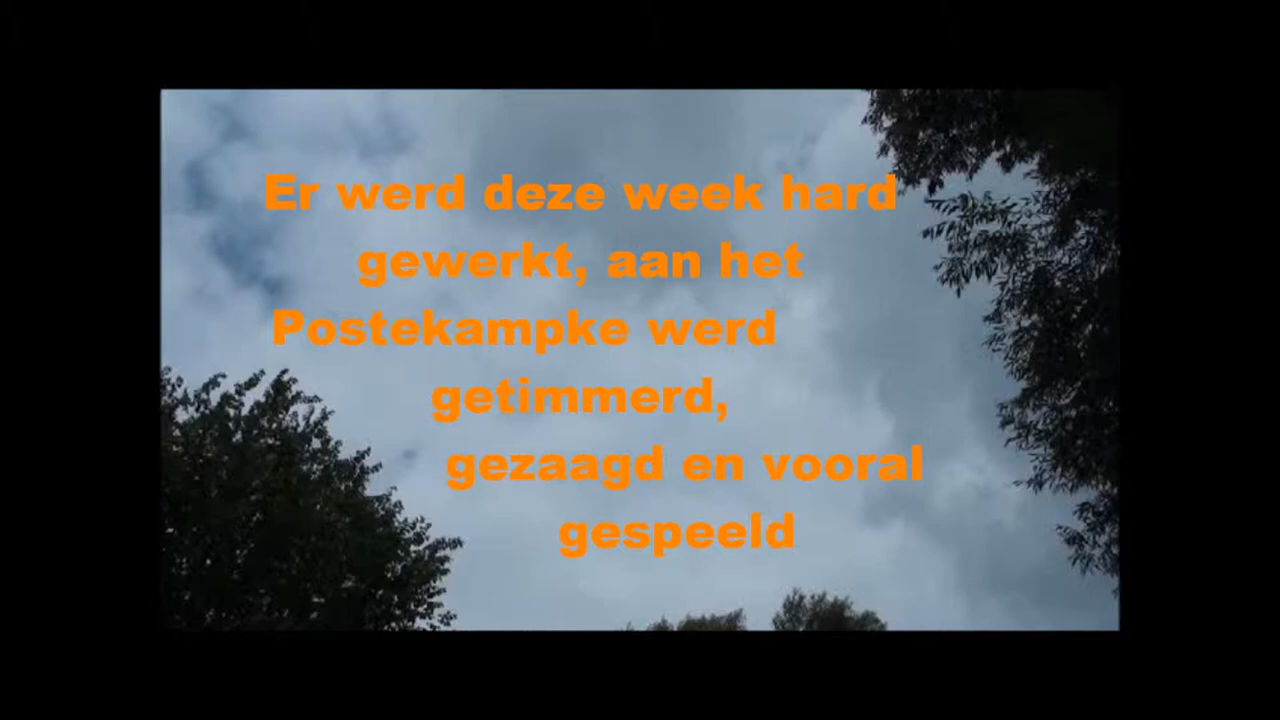 Er werd deze week hard
gewerkt, aan het
Postekampke werd
getimmerd,
gezaagd en vooral
gespeeld